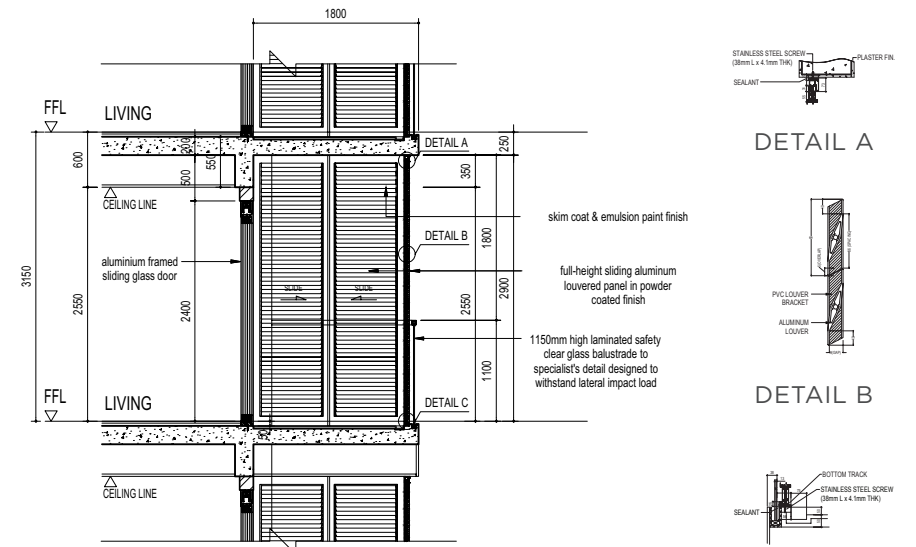 1800
FFL
LIVING
600
200
550
500
CEILING LINE
DETAIL A
250
350
skim coat & emulsion paint finish
DETAIL B
1800
aluminium framed
sliding glass door
full-height sliding aluminum
louvered panel in powder
coated finish
3150
2550
2400
SLIDE
SLIDE
2550
2900
1150mm high laminated safety
clear glass balustrade to
specialist's detail designed to
withstand lateral impact load
1100
FFL
LIVING
DETAIL C
50
CEILING LINE
STAINLESS STEEL SCREW
(38mm L x 4.1mm THK)
PLASTER FIN.
SEALANT
DETAIL A
PVC LOUVER
BRACKET
ALUMINUM
LOUVER
DETAIL B
BOTTOM TRACK
STAINLESS STEEL SCREW
(38mm L x 4.1mm THK)
SEALANT